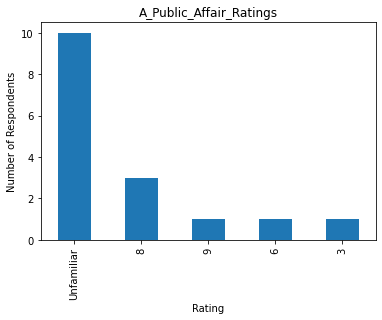 A_Public_Affair_Ratings
Number of Respondents
10
8
6
4
2
0
Unfamiliar
8
9
6
3
Rating